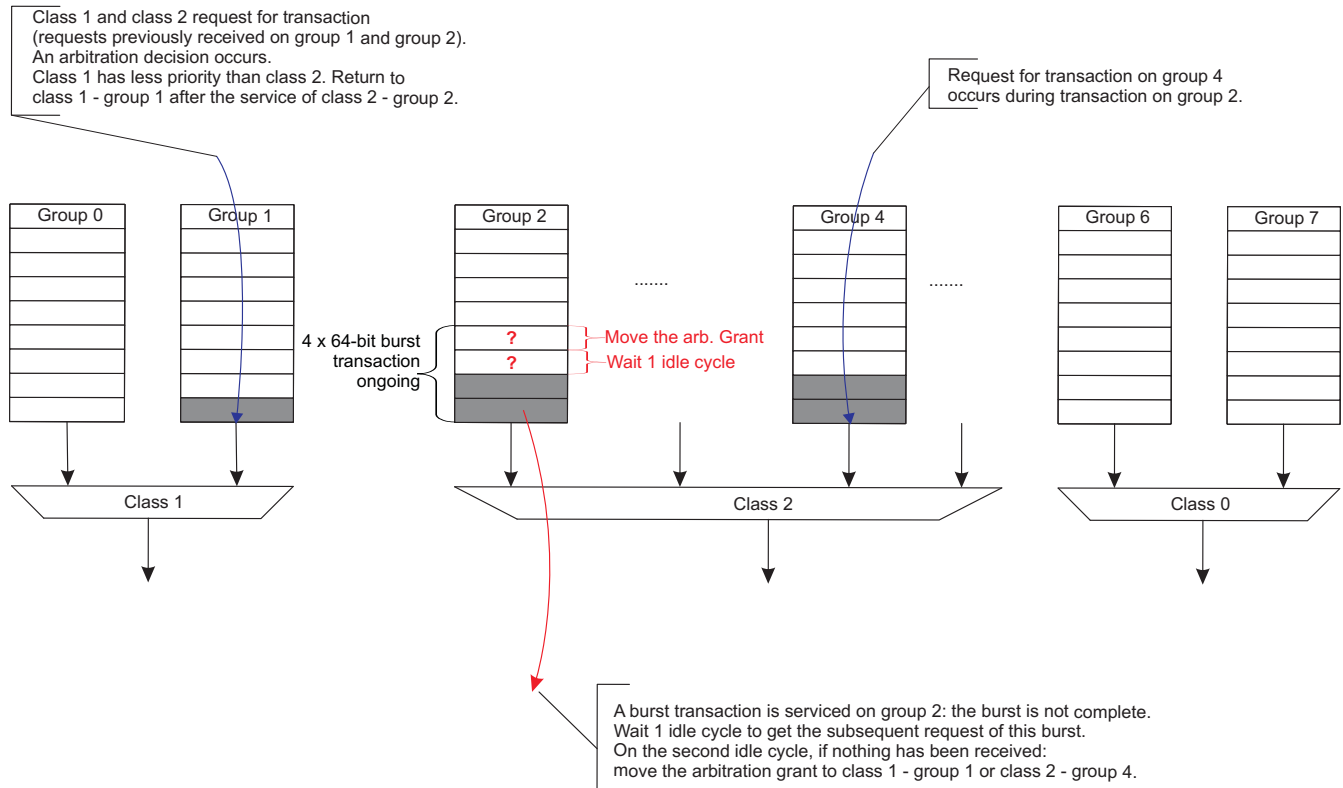 Class 1 and class 2 request for transaction
(requests previously received on group 1 and group 2).
An arbitration decision occurs.
Class 1 has less priority than class 2. Return to
class 1 - group 1 after the service of class 2 - group 2.
Request for transaction on group 4
occurs during transaction on group 2.
Group 0
Group 1
Group 2
Group 4
Group 6
Group 7
.......
.......
4 x 64-bit burst
transaction
ongoing
?
?
Move the arb. Grant
Wait 1 idle cycle
Class 1
Class 2
Class 0
A burst transaction is serviced on group 2: the burst is not complete.
Wait 1 idle cycle to get the subsequent request of this burst.
On the second idle cycle, if nothing has been received:
move the arbitration grant to class 1 - group 1 or class 2 - group 4.